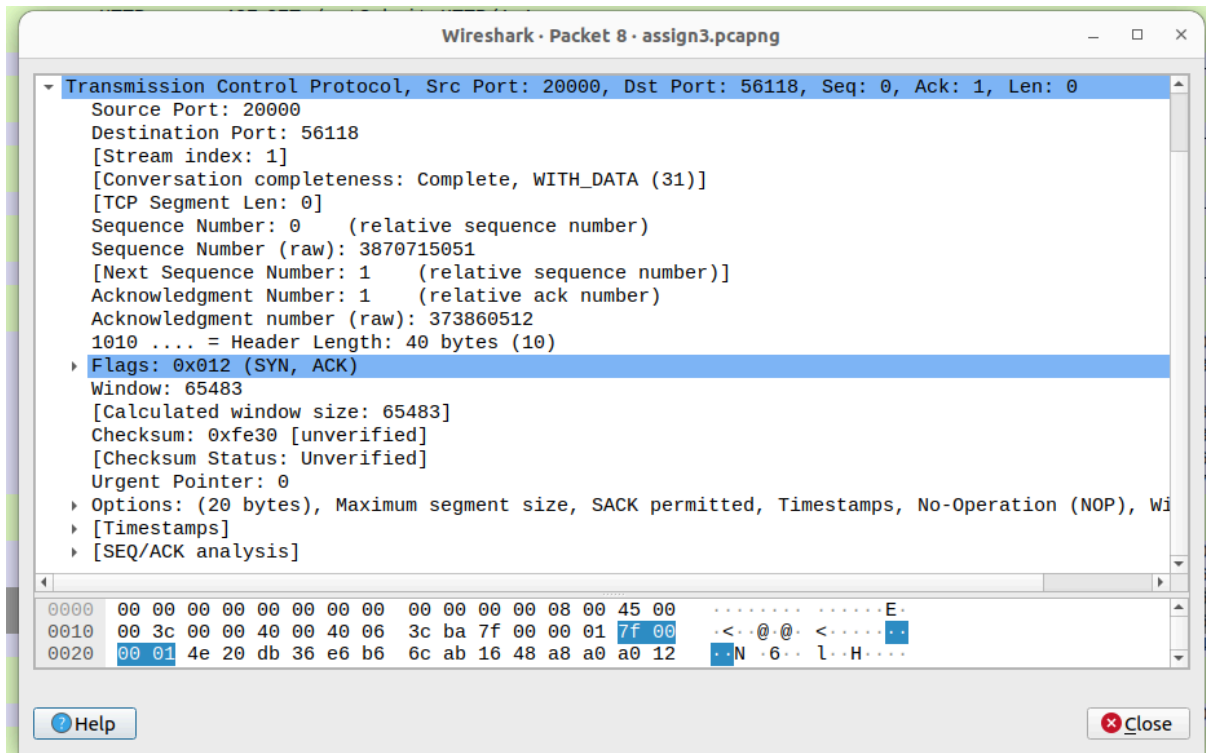 Wireshark · Packet 8 · assign3.pcapng
Transmission Control Protocol, Src Port: 20000, Dst Port: 56118, Seq: 0, Ack: 1, Len: 0
Source Port: 20000
Destination Port: 56118
[Stream index: 1]
[Conversation completeness: Complete, WITH_DATA (31)]
[TCP Segment Len: 0]
Sequence Number: 0    (relative sequence number)
Sequence Number (raw): 3870715051
[Next Sequence Number: 1    (relative sequence number)]
Acknowledgment Number: 1    (relative ack number)
Acknowledgment number (raw): 373860512
1010 .... = Header Length: 40 bytes (10)
Flags: 0x012 (SYN, ACK)
Window: 65483
[Calculated window size: 65483]
Checksum: 0xfe30 [unverified]
[Checksum Status: Unverified]
Urgent Pointer: 0
Options: (20 bytes), Maximum segment size, SACK permitted, Timestamps, No-Operation (NOP), Wi
[Timestamps]
[SEQ/ACK analysis]
0000  00 00 00 00 00 00 00 00  00 00 00 00 08 00 45 00  ········ ······E·
0010  00 3c 00 00 40 00 40 06  3c ba 7f 00 00 01 7f 00  ·<··@·@· <·······
0020  00 01 4e 20 db 36 e6 b6  6c ab 16 48 a8 a0 a0 12  ··N ·6·· l··H····
Help
Close